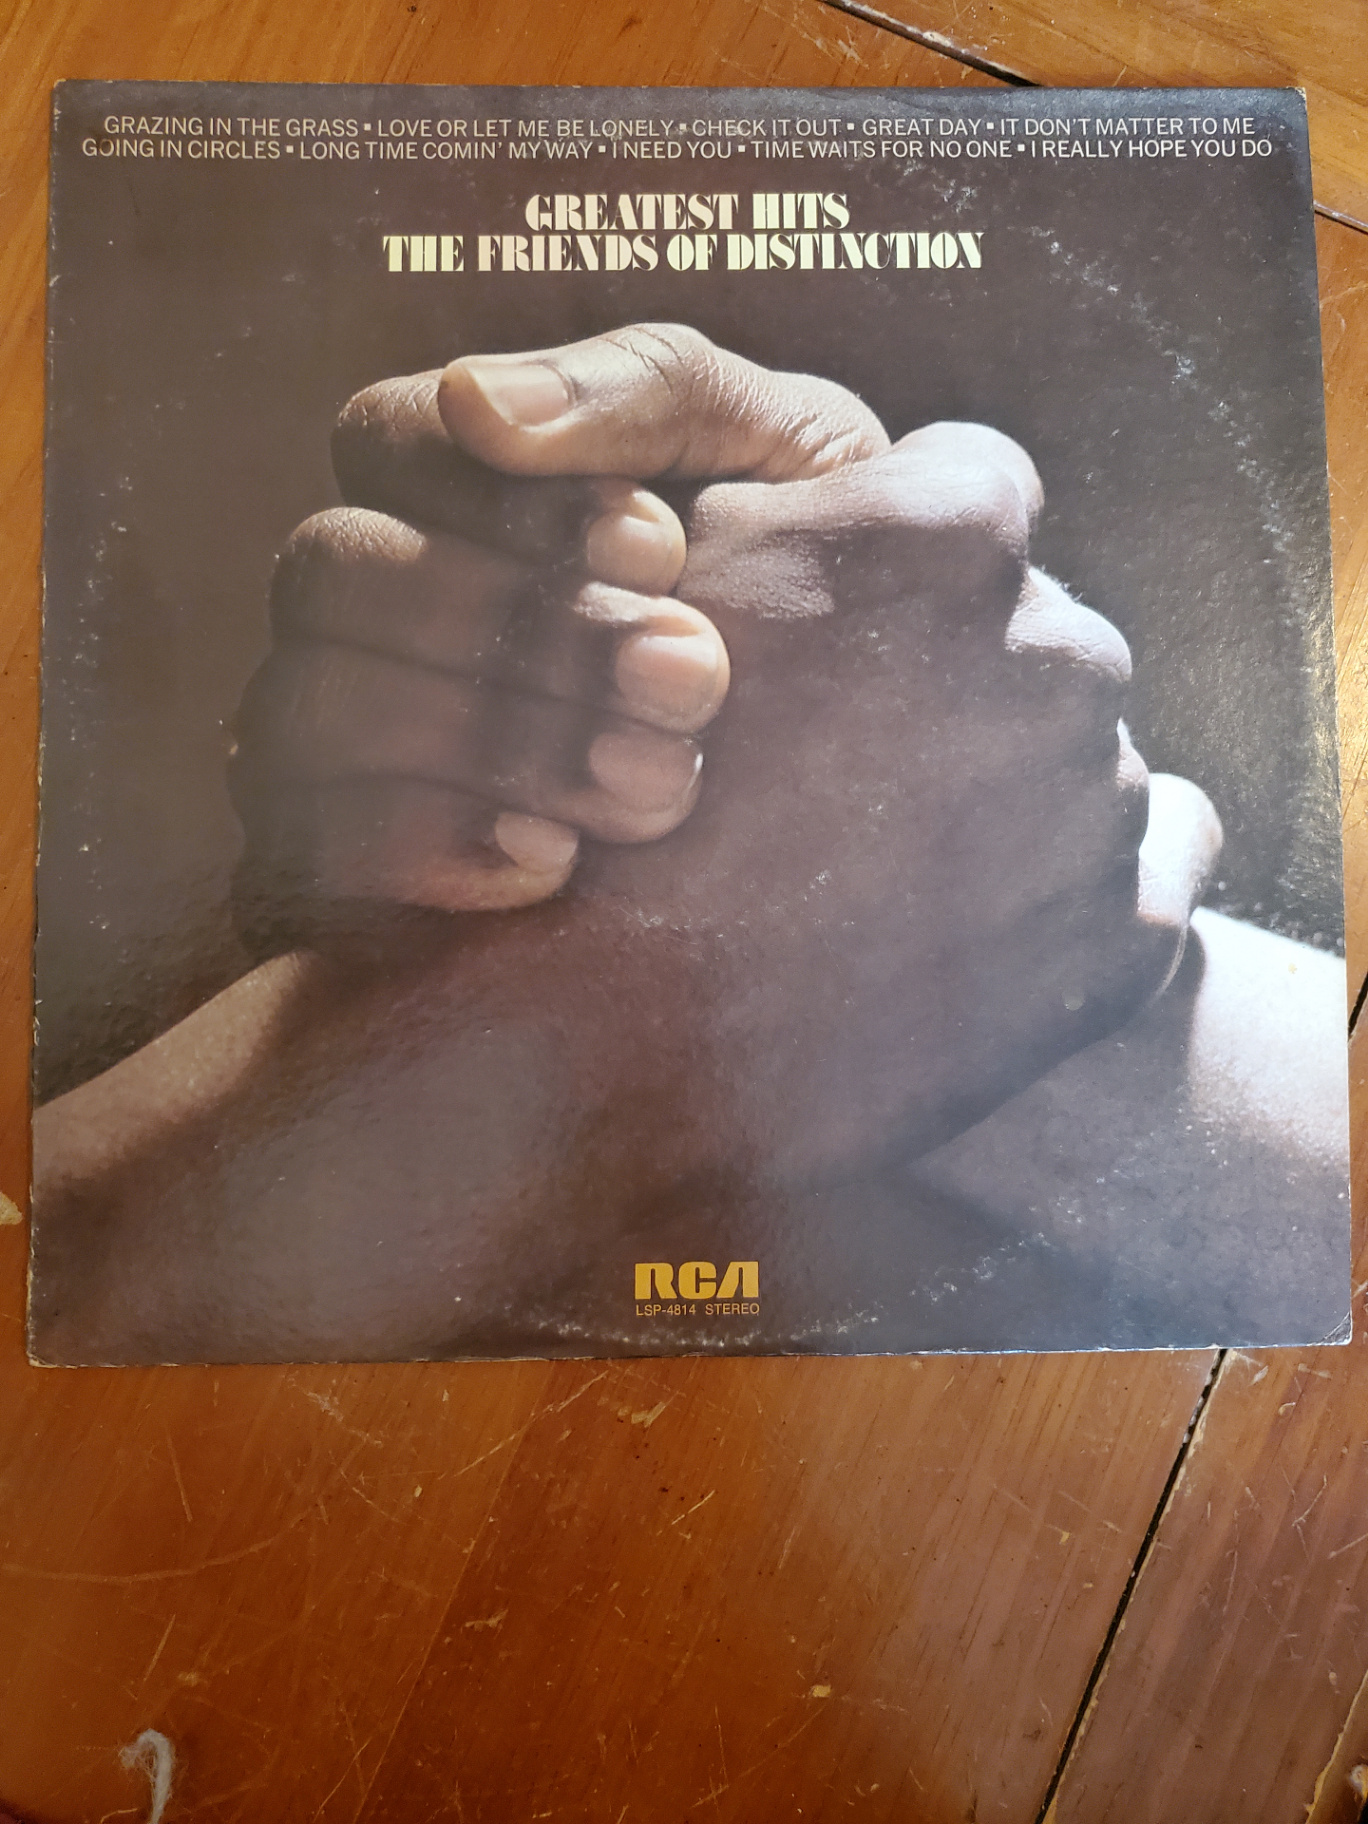 GRAZING IN THE GRASS ▪ LOVE OR LET ME BE LONELY ▪ CHECK IT OUT ▪ GREAT DAY ▪ IT DON'T MATTER TO ME
GOING IN CIRCLES ▪ LONG TIME COMIN' MY WAY ▪ I NEED YOU ▪ TIME WAITS FOR NO ONE ▪ I REALLY HOPE YOU DO
GREATEST HITS
THE FRIENDS OF DISTINCTION
RCA
LSP-4814 STEREO